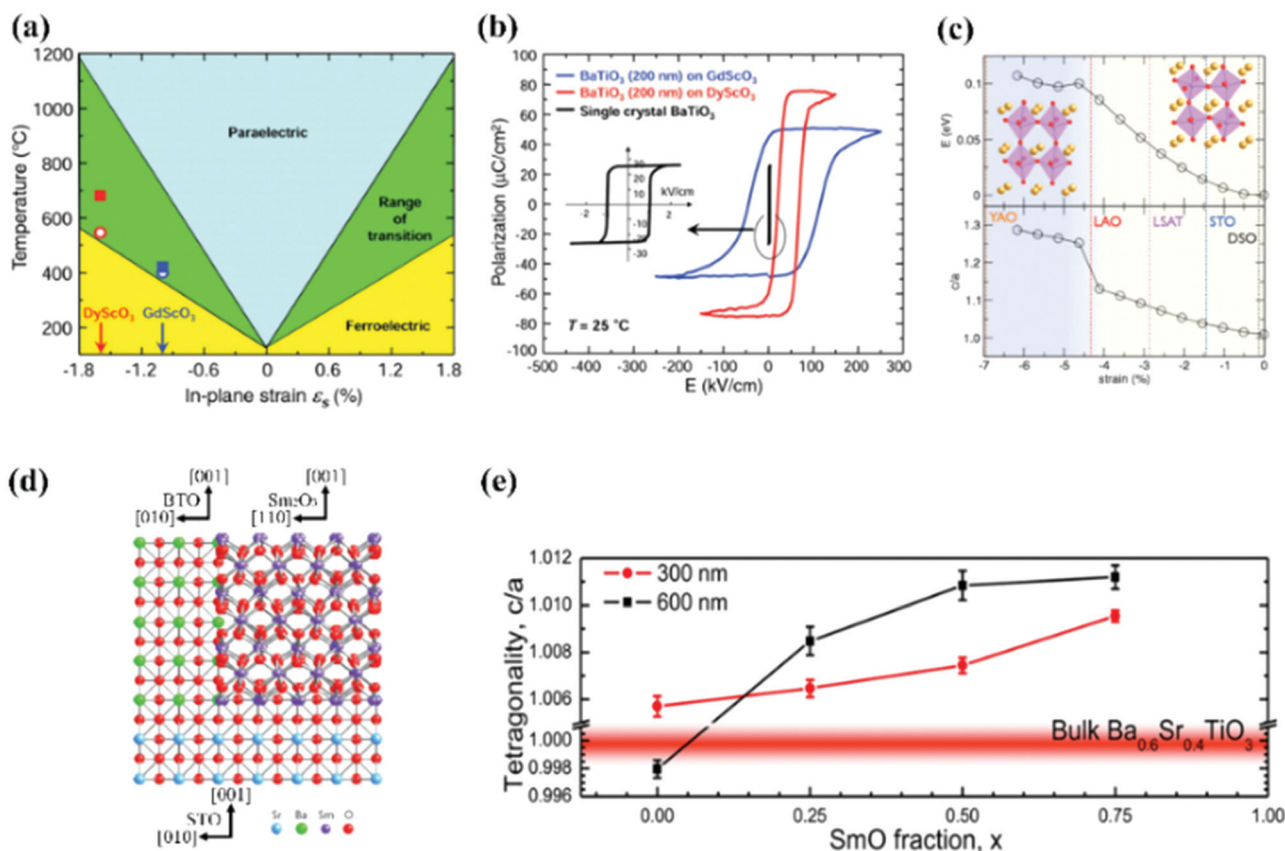 (a)
1200
1000
800
600
400
200
Temperature (°C)
Paraelectric
Range of
transition
Ferroelectric
DyScO3
GdScO3
-1.8
-1.2
-0.6
0
0.6
1.2
1.8
In-plane strain εs (%)
(b)
100
80
60
40
20
0
-20
-40
-60
-80
-100
Polarization (μC/cm2)
BaTiO3 (200 nm) on GdScO3
BaTiO3 (200 nm) on DyScO3
Single crystal BaTiO3
30
20
kV/cm
-2
2
-30
T = 25 °C
-500 -400 -300 -200 -100 0 100 200 300 400 500
E (kV/cm)
(c)
0.1
0.05
0
E (eV)
YAO
LAO
LSAT
STO
DSO
1.3
1.2
1.1
1.0
c/a
-7 -6 -5 -4 -3 -2 -1 0
strain (%)
(d)
[001]
[001]
BTO
Sm2O3
[010]
[110]
[001]
STO
[010]
Sr Ba Sm O
(e)
1.012
1.010
1.008
1.006
1.000
0.998
0.996
Tetragonality, c/a
300 nm
600 nm
Bulk Ba0.6Sr0.4TiO3
0.00 0.25 0.50 0.75 1.00
SmO fraction, x